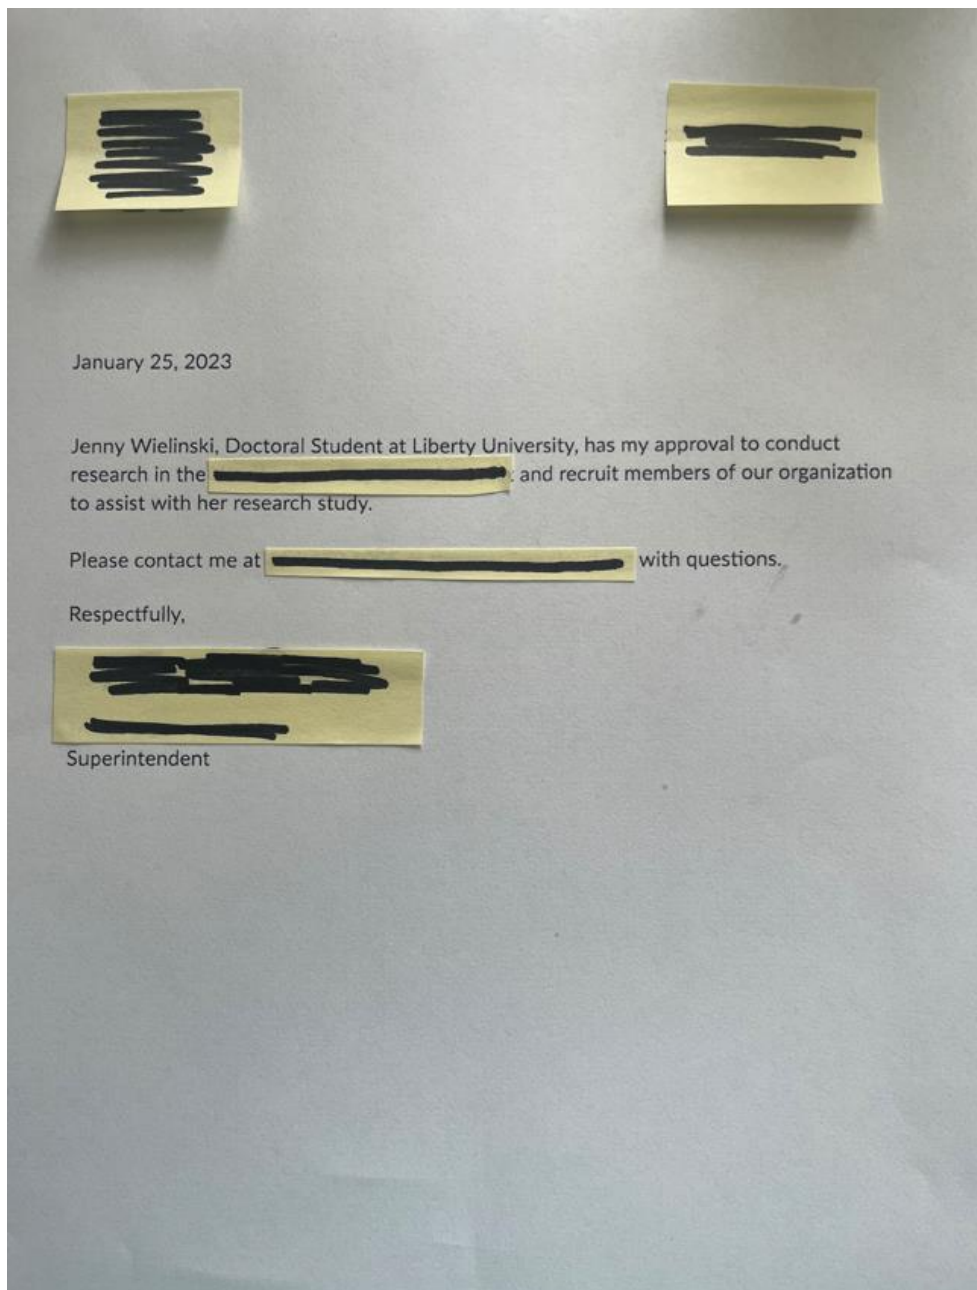 January 25, 2023
Jenny Wielinski, Doctoral Student at Liberty University, has my approval to conduct
research in the and recruit members of our organization
to assist with her research study.
Please contact me at with questions.
Respectfully,
Superintendent